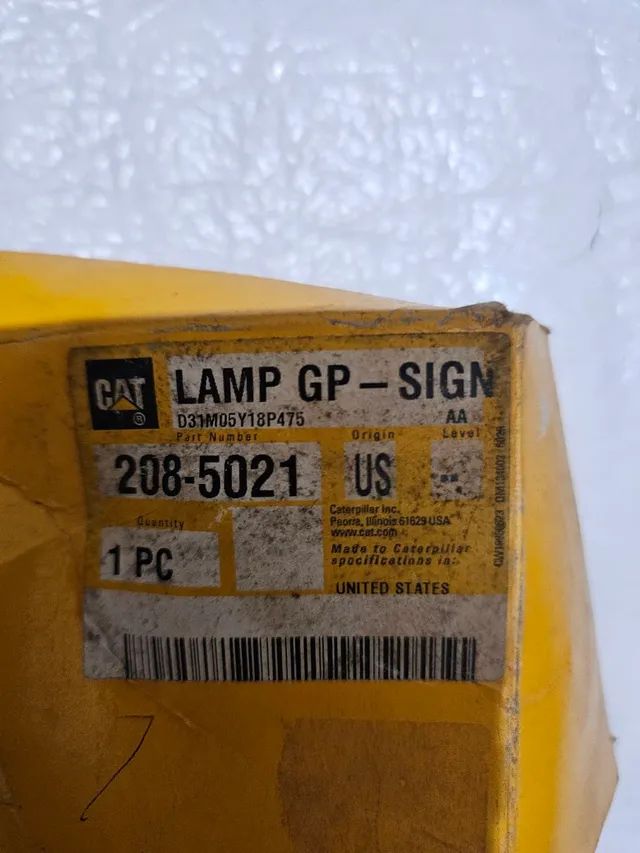 CAT
®
LAMP GP – SIGN
D31M05Y18P475
AA
Part Number
Origin
Level
208-5021
US
--
Quantity
1 PC
Caterpillar Inc.
Peoria, Illinois 61629 USA
www.cat.com
Made to Caterpillar
specifications in:
UNITED STATES
7